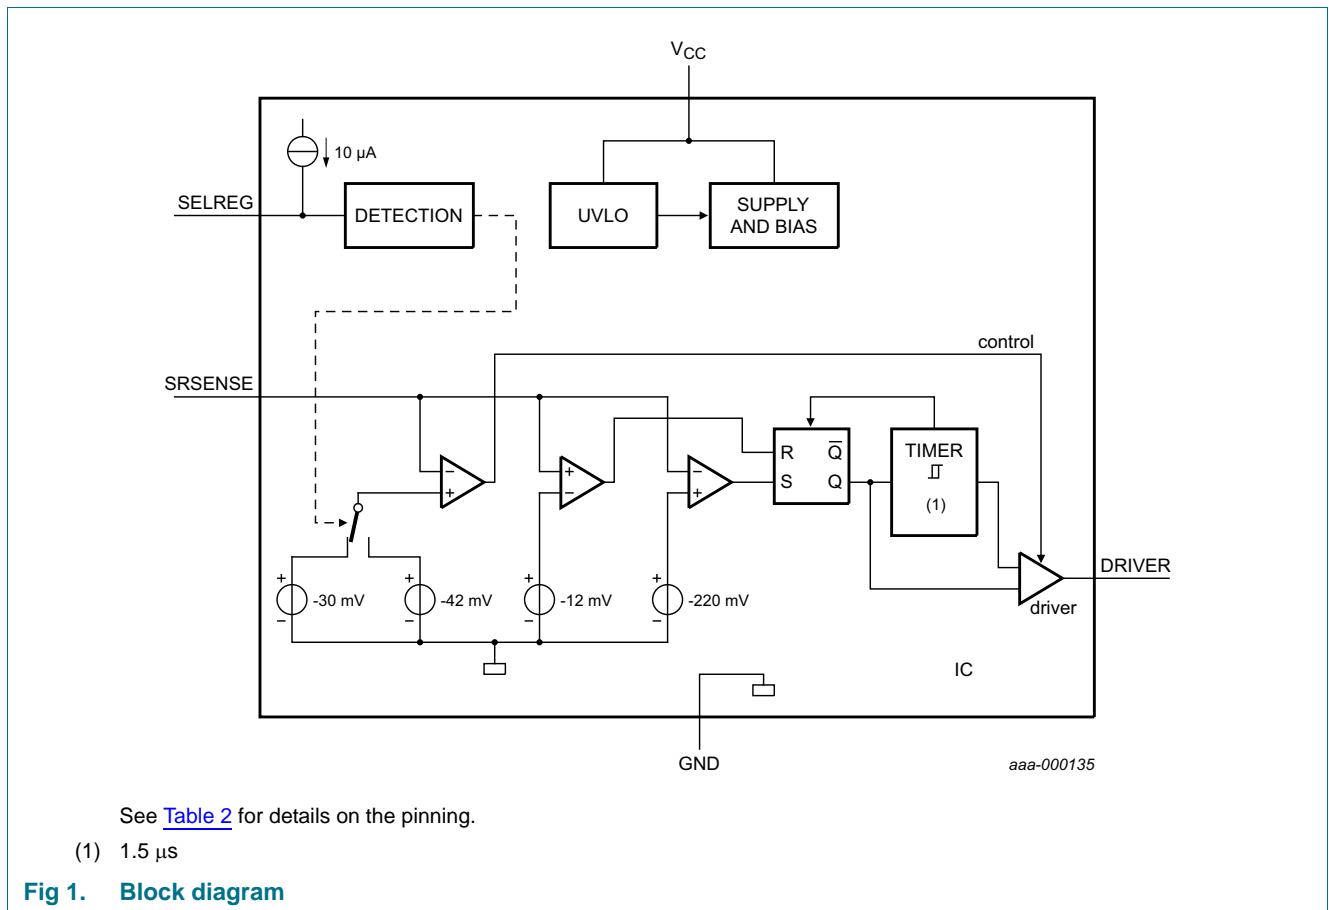 VCC
10 µA
SELREG
DETECTION
UVLO
SUPPLY
AND BIAS
control
SRSENSE
R Q̅
S Q
TIMER
(1)
- + + - - +
DRIVER
driver
+ -30 mV -
+ -42 mV -
+ -12 mV -
+ -220 mV -
IC
GND
aaa-000135
See Table 2 for details on the pinning.
(1) 1.5 µs
Fig 1. Block diagram